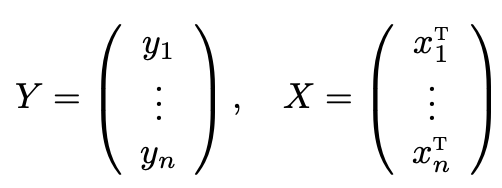 Y = ( y₁ ⋮ yₙ ) , X = ( x₁ᵀ ⋮ xₙᵀ )